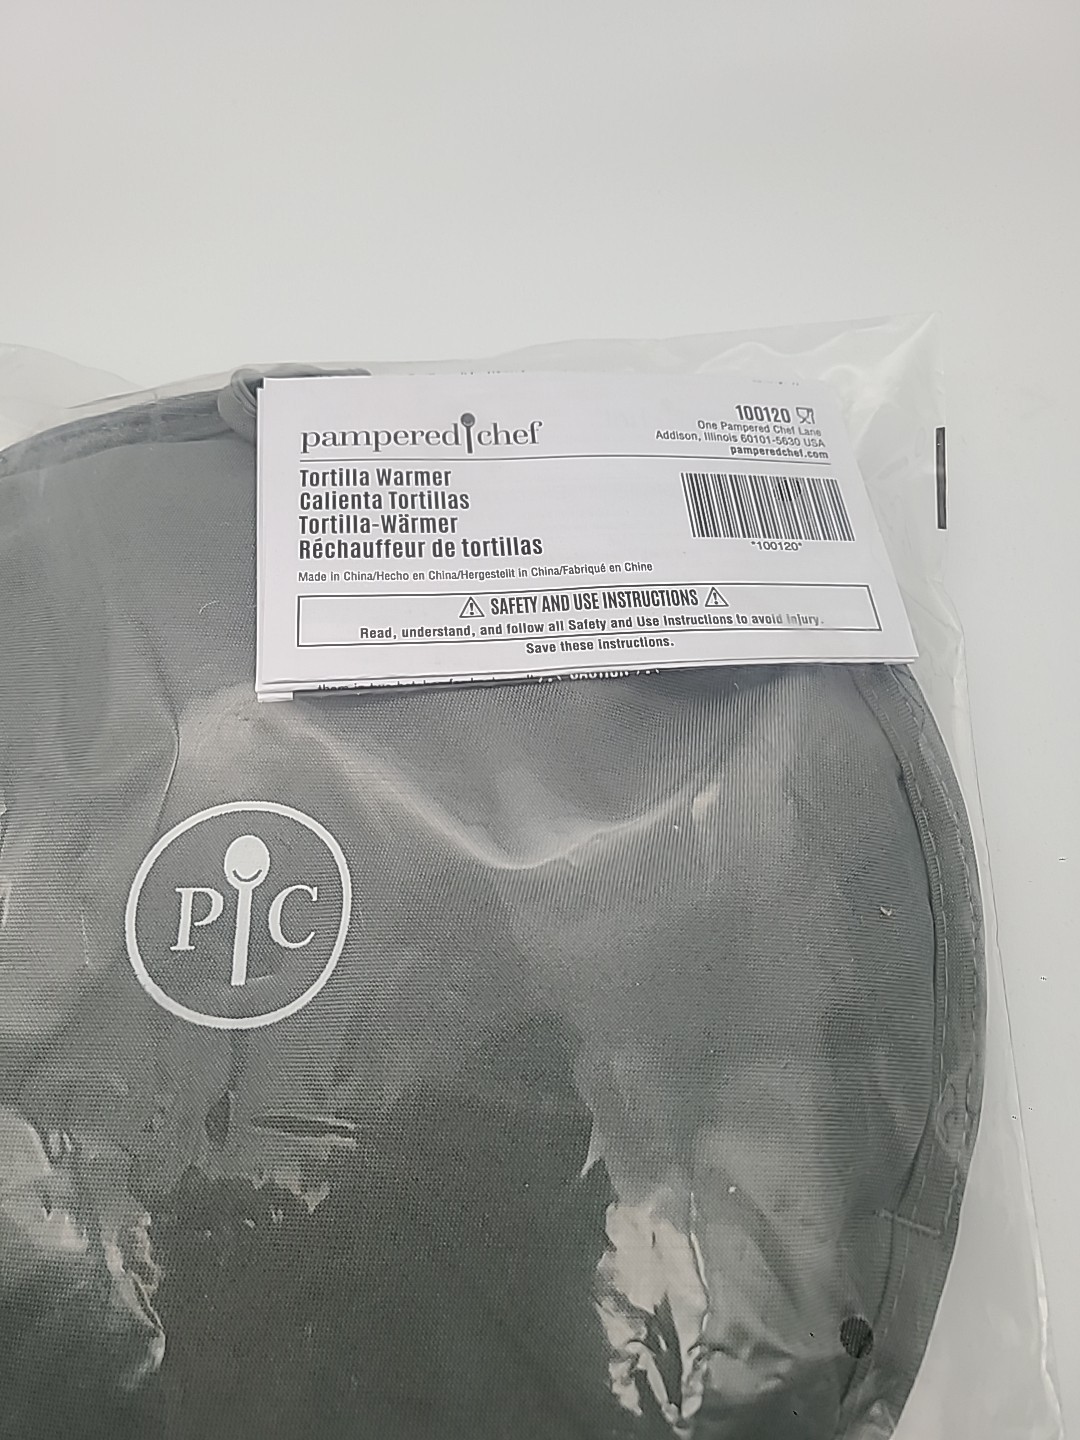 pampered chef
100120
One Pampered Chef Lane
Addison, Illinois 60101-5630 USA
pamperedchef.com
Tortilla Warmer
Calienta Tortillas
Tortilla-Wärmer
Réchauffeur de tortillas
*100120*
Made in China/Hecho en China/Hergestellt in China/Fabriqué en Chine
⚠ SAFETY AND USE INSTRUCTIONS ⚠
Read, understand, and follow all Safety and Use Instructions to avoid injury.
Save these Instructions.
CAUTION
P C